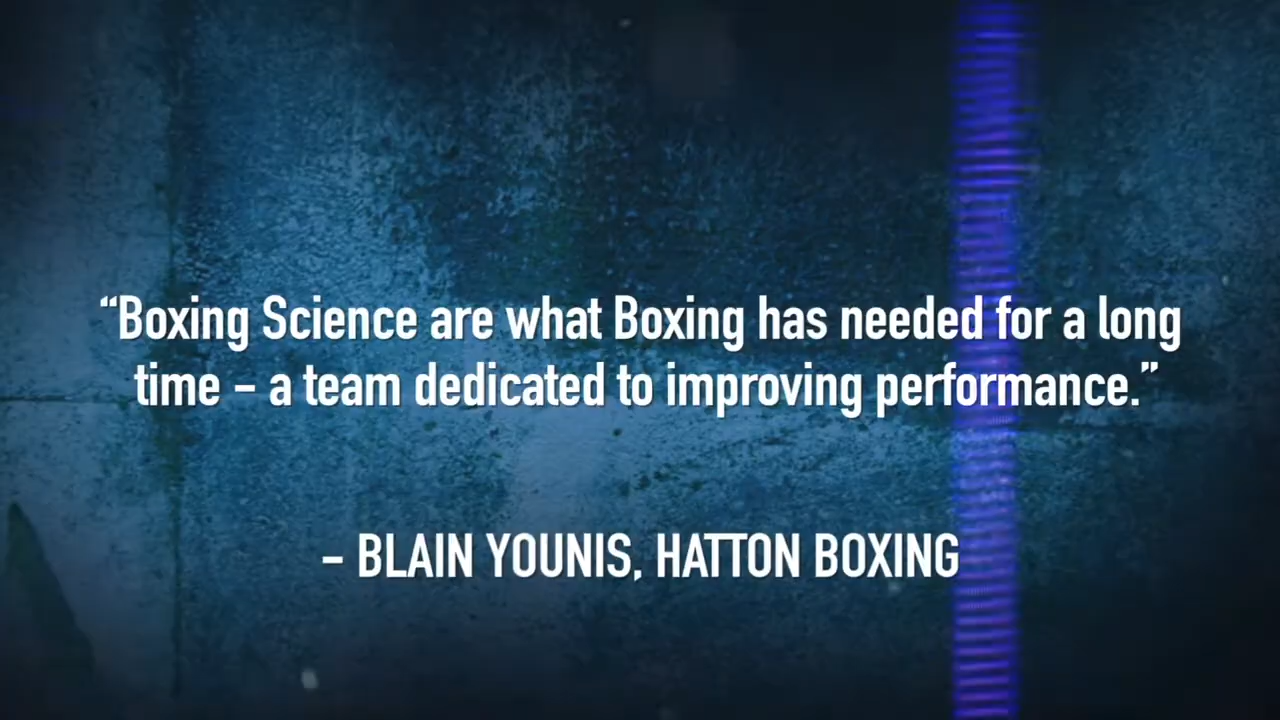 “Boxing Science are what Boxing has needed for a long
time – a team dedicated to improving performance.”
– BLAIN YOUNIS, HATTON BOXING